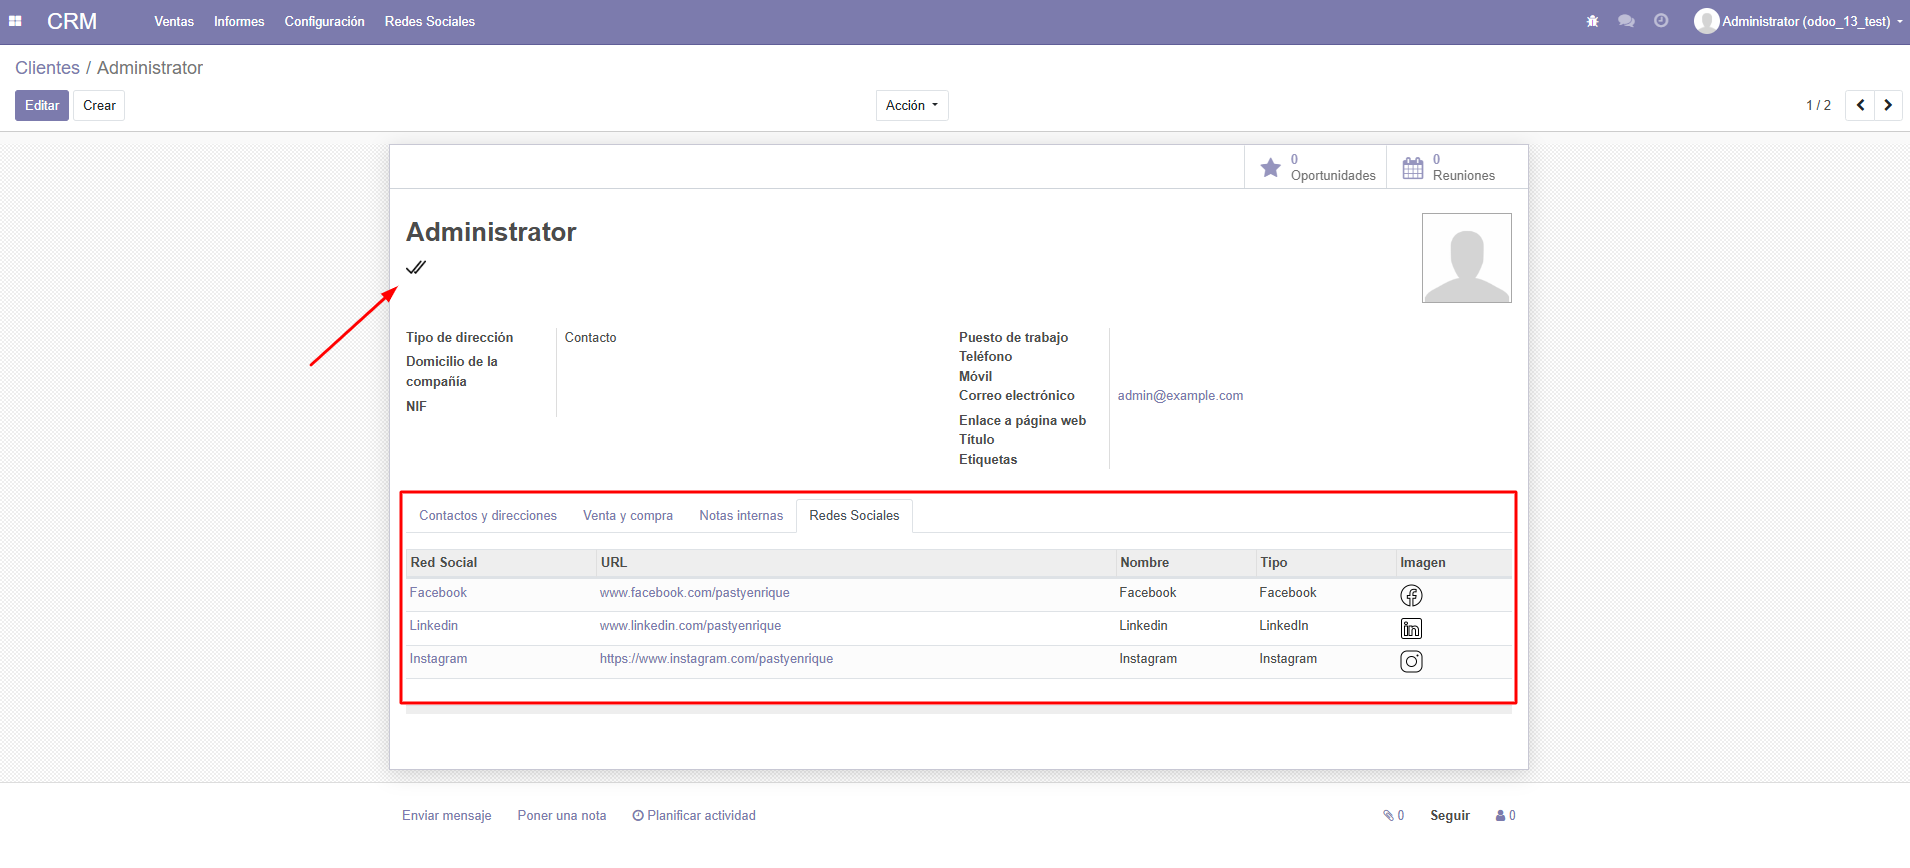 CRM Ventas Informes Configuración Redes Sociales Administrator (odoo_13_test)
Clientes / Administrator
Editar Crear Acción 1 / 2
0 Oportunidades
0 Reuniones
Administrator
Tipo de dirección Contacto
Domicilio de la
compañía
NIF
Puesto de trabajo
Teléfono
Móvil
Correo electrónico admin@example.com
Enlace a página web
Título
Etiquetas
Contactos y direcciones Venta y compra Notas internas Redes Sociales
Red Social URL Nombre Tipo Imagen
Facebook www.facebook.com/pastyenrique Facebook Facebook
Linkedin www.linkedin.com/pastyenrique Linkedin LinkedIn in
Instagram https://www.instagram.com/pastyenrique Instagram Instagram
Enviar mensaje Poner una nota Planificar actividad 0 Seguir 0